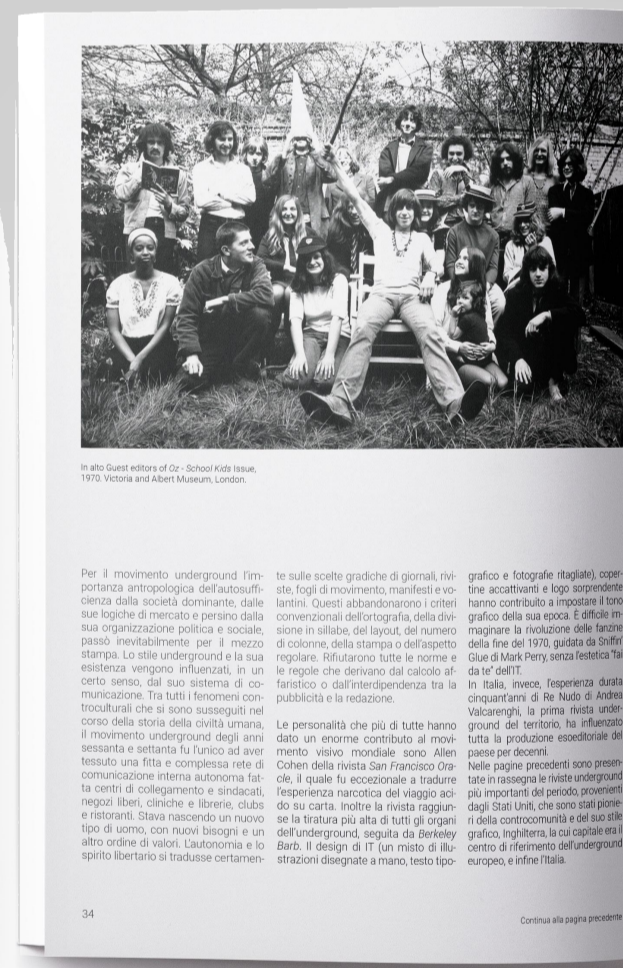 In alto Guest editors of Oz - School Kids Issue,
1970. Victoria and Albert Museum, London.
Per il movimento underground l'im-
portanza antropologica dell'autosuffi-
cienza dalla società dominante, dalle
sue logiche di mercato e persino dalla
sua organizzazione politica e sociale,
passò inevitabilmente per il mezzo
stampa. Lo stile underground e la sua
esistenza vengono influenzati, in un
certo senso, dal suo sistema di co-
municazione. Tra tutti i fenomeni con-
troculturali che si sono susseguiti nel
corso della storia della civiltà umana,
il movimento underground degli anni
sessanta e settanta fu l'unico ad aver
tessuto una fitta e complessa rete di
comunicazione interna autonoma fat-
ta centri di collegamento e sindacati,
negozi liberi, cliniche e librerie, clubs
e ristoranti. Stava nascendo un nuovo
tipo di uomo, con nuovi bisogni e un
altro ordine di valori. L'autonomia e lo
spirito libertario si tradusse certamen-
te sulle scelte gradiche di giornali, rivi-
ste, fogli di movimento, manifesti e vo-
lantini. Questi abbandonarono i criteri
convenzionali dell'ortografia, della divi-
sione in sillabe, del layout, del numero
di colonne, della stampa o dell'aspetto
regolare. Rifiutarono tutte le norme e
le regole che derivano dal calcolo af-
faristico o dall'interdipendenza tra la
pubblicità e la redazione.
Le personalità che più di tutte hanno
dato un enorme contributo al movi-
mento visivo mondiale sono Allen
Cohen della rivista San Francisco Ora-
cle, il quale fu eccezionale a tradurre
l'esperienza narcotica del viaggio aci-
do su carta. Inoltre la rivista raggiun-
se la tiratura più alta di tutti gli organi
dell'underground, seguita da Berkeley
Barb. Il design di IT (un misto di illu-
strazioni disegnate a mano, testo tipo-
grafico e fotografie ritagliate), coper-
tine accattivanti e logo sorprendente
hanno contribuito a impostare il tono
grafico della sua epoca. È difficile im-
maginare la rivoluzione delle fanzine
della fine del 1970, guidata da Sniffin'
Glue di Mark Perry, senza l'estetica "fai
da te" dell'IT.
In Italia, invece, l'esperienza durata
cinquant'anni di Re Nudo di Andrea
Valcarenghi, la prima rivista under-
ground del territorio, ha influenzato
tutta la produzione esoeditoriale del
paese per decenni.
Nelle pagine precedenti sono presen-
tate in rassegna le riviste underground
più importanti del periodo, provenienti
dagli Stati Uniti, che sono stati pionie-
ri della controcomunità e del suo stile
grafico, Inghilterra, la cui capitale era il
centro di riferimento dell'underground
europeo, e infine l'Italia.
34
Continua alla pagina precedente